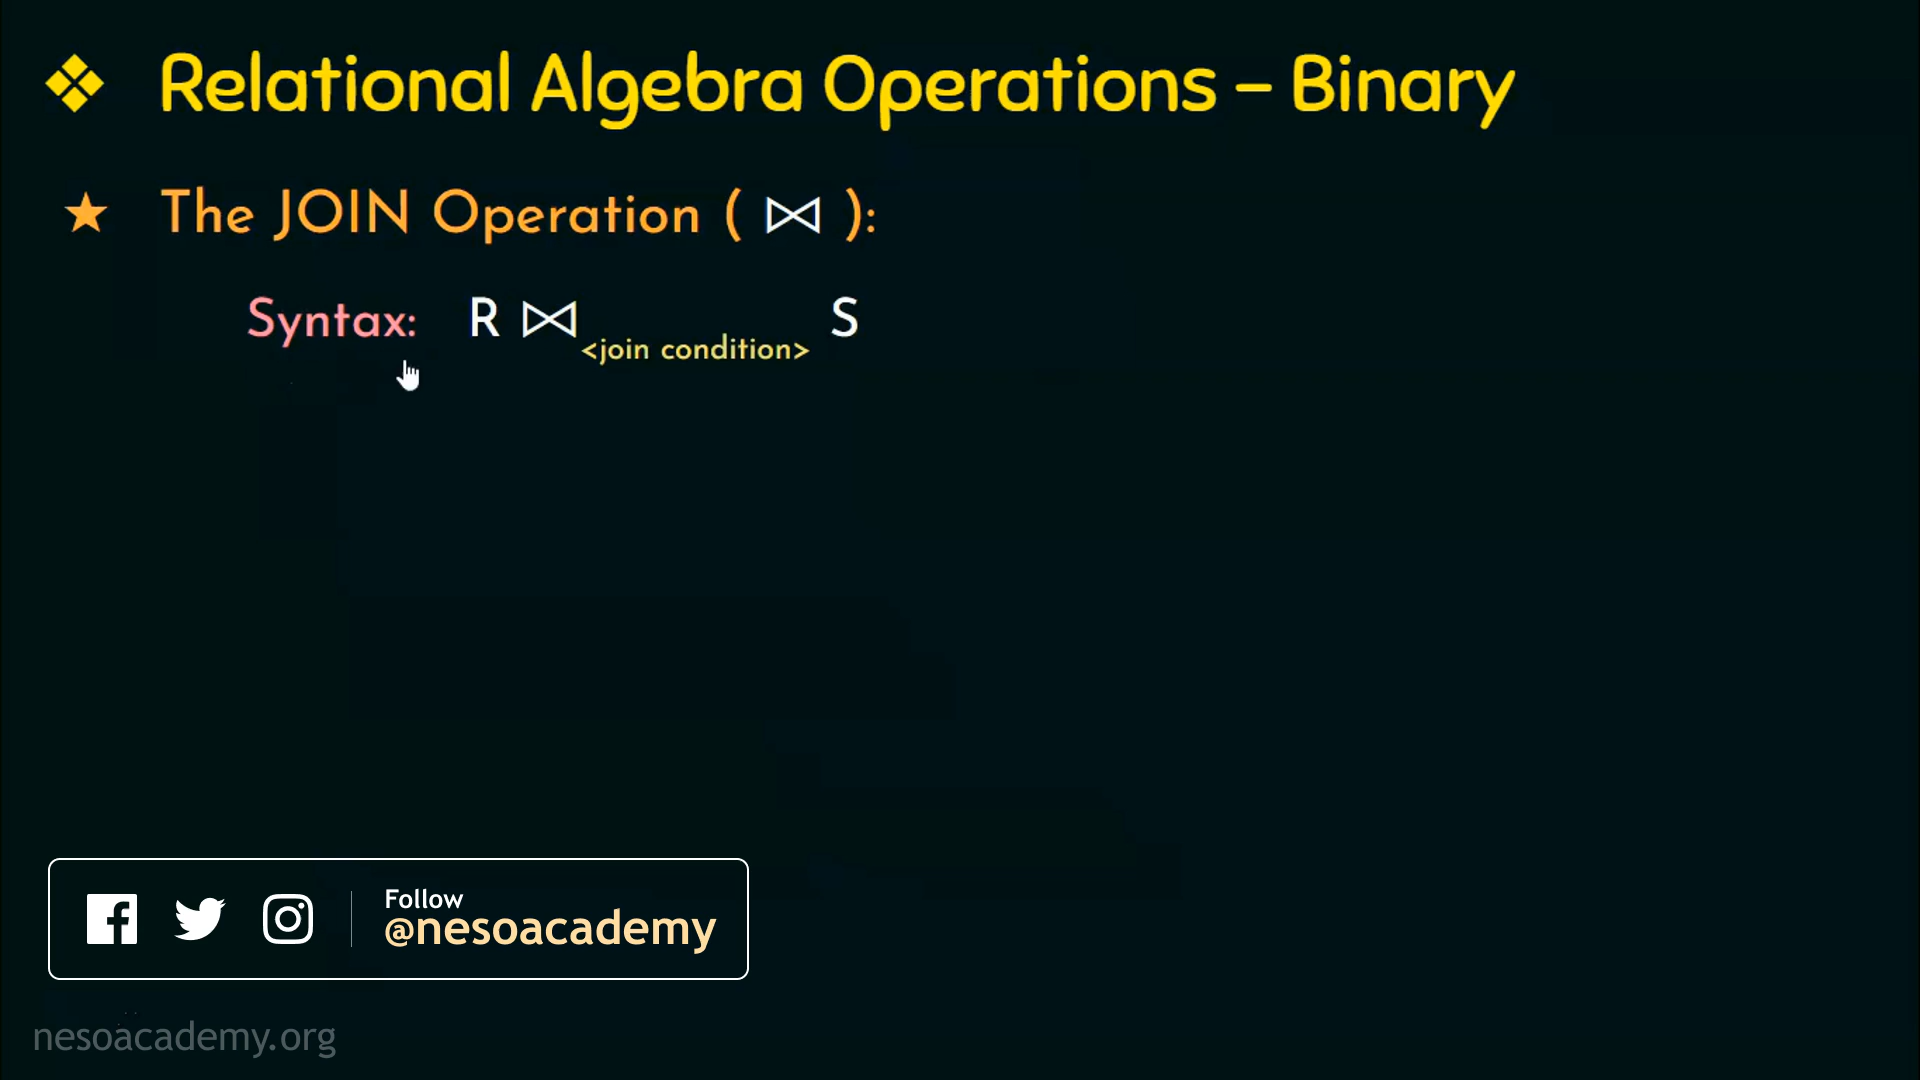 ❖ Relational Algebra Operations – Binary
★ The JOIN Operation ( ⋈ ):
Syntax: R ⋈ <join condition> S
Follow
@nesoacademy
nesoacademy.org